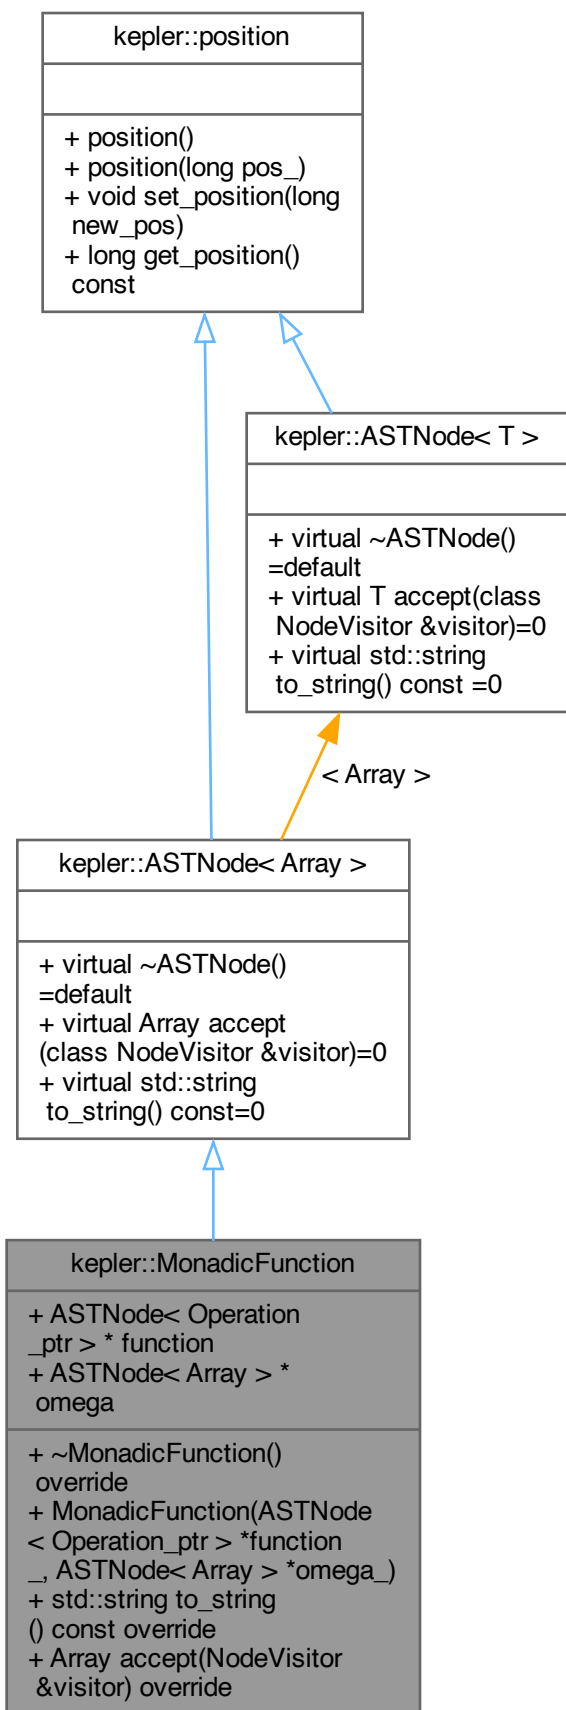 kepler::position
+ position()
+ position(long pos_)
+ void set_position(long
new_pos)
+ long get_position()
const
kepler::ASTNode< T >
+ virtual ~ASTNode()
=default
+ virtual T accept(class
NodeVisitor &visitor)=0
+ virtual std::string
to_string() const =0
< Array >
kepler::ASTNode< Array >
+ virtual ~ASTNode()
=default
+ virtual Array accept
(class NodeVisitor &visitor)=0
+ virtual std::string
to_string() const=0
kepler::MonadicFunction
+ ASTNode< Operation
_ptr > * function
+ ASTNode< Array > *
omega
+ ~MonadicFunction()
override
+ MonadicFunction(ASTNode
< Operation_ptr > *function
_, ASTNode< Array > *omega_)
+ std::string to_string
() const override
+ Array accept(NodeVisitor
&visitor) override